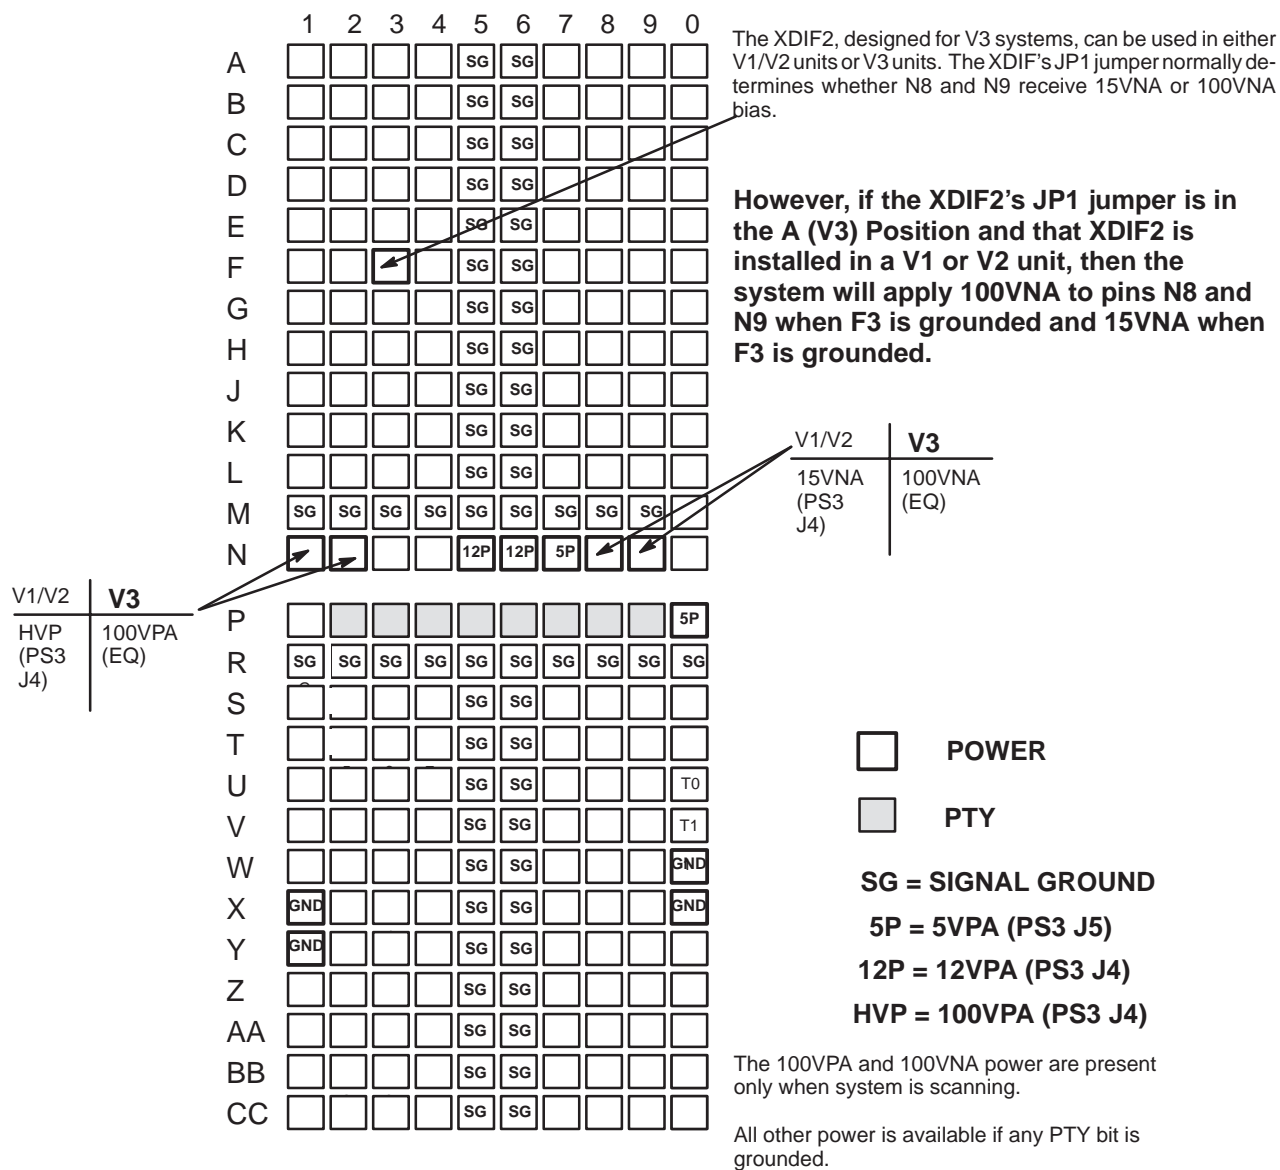 1 2 3 4 5 6 7 8 9 0
The XDIF2, designed for V3 systems, can be used in either
V1/V2 units or V3 units. The XDIF's JP1 jumper normally de-
termines whether N8 and N9 receive 15VNA or 100VNA
bias.
However, if the XDIF2's JP1 jumper is in
the A (V3) Position and that XDIF2 is
installed in a V1 or V2 unit, then the
system will apply 100VNA to pins N8 and
N9 when F3 is grounded and 15VNA when
F3 is grounded.
A SG SG
B SG SG
C SG SG
D SG SG
E SG SG
F SG SG
G SG SG
H SG SG
J SG SG
K SG SG
L SG SG
M SG SG SG SG SG SG SG SG SG
N 12P 12P 5P
V1/V2 V3
15VNA 100VNA
(PS3 (EQ)
J4)
V1/V2 V3
HVP 100VPA
(PS3 (EQ)
J4)
P 5P
R SG SG SG SG SG SG SG SG SG SG
S SG SG
T SG SG
U SG SG T0
V SG SG T1
W SG SG GND
X GND SG SG GND
Y GND SG SG
Z SG SG
AA SG SG
BB SG SG
CC SG SG
POWER
PTY
SG = SIGNAL GROUND
5P = 5VPA (PS3 J5)
12P = 12VPA (PS3 J4)
HVP = 100VPA (PS3 J4)
The 100VPA and 100VNA power are present
only when system is scanning.
All other power is available if any PTY bit is
grounded.